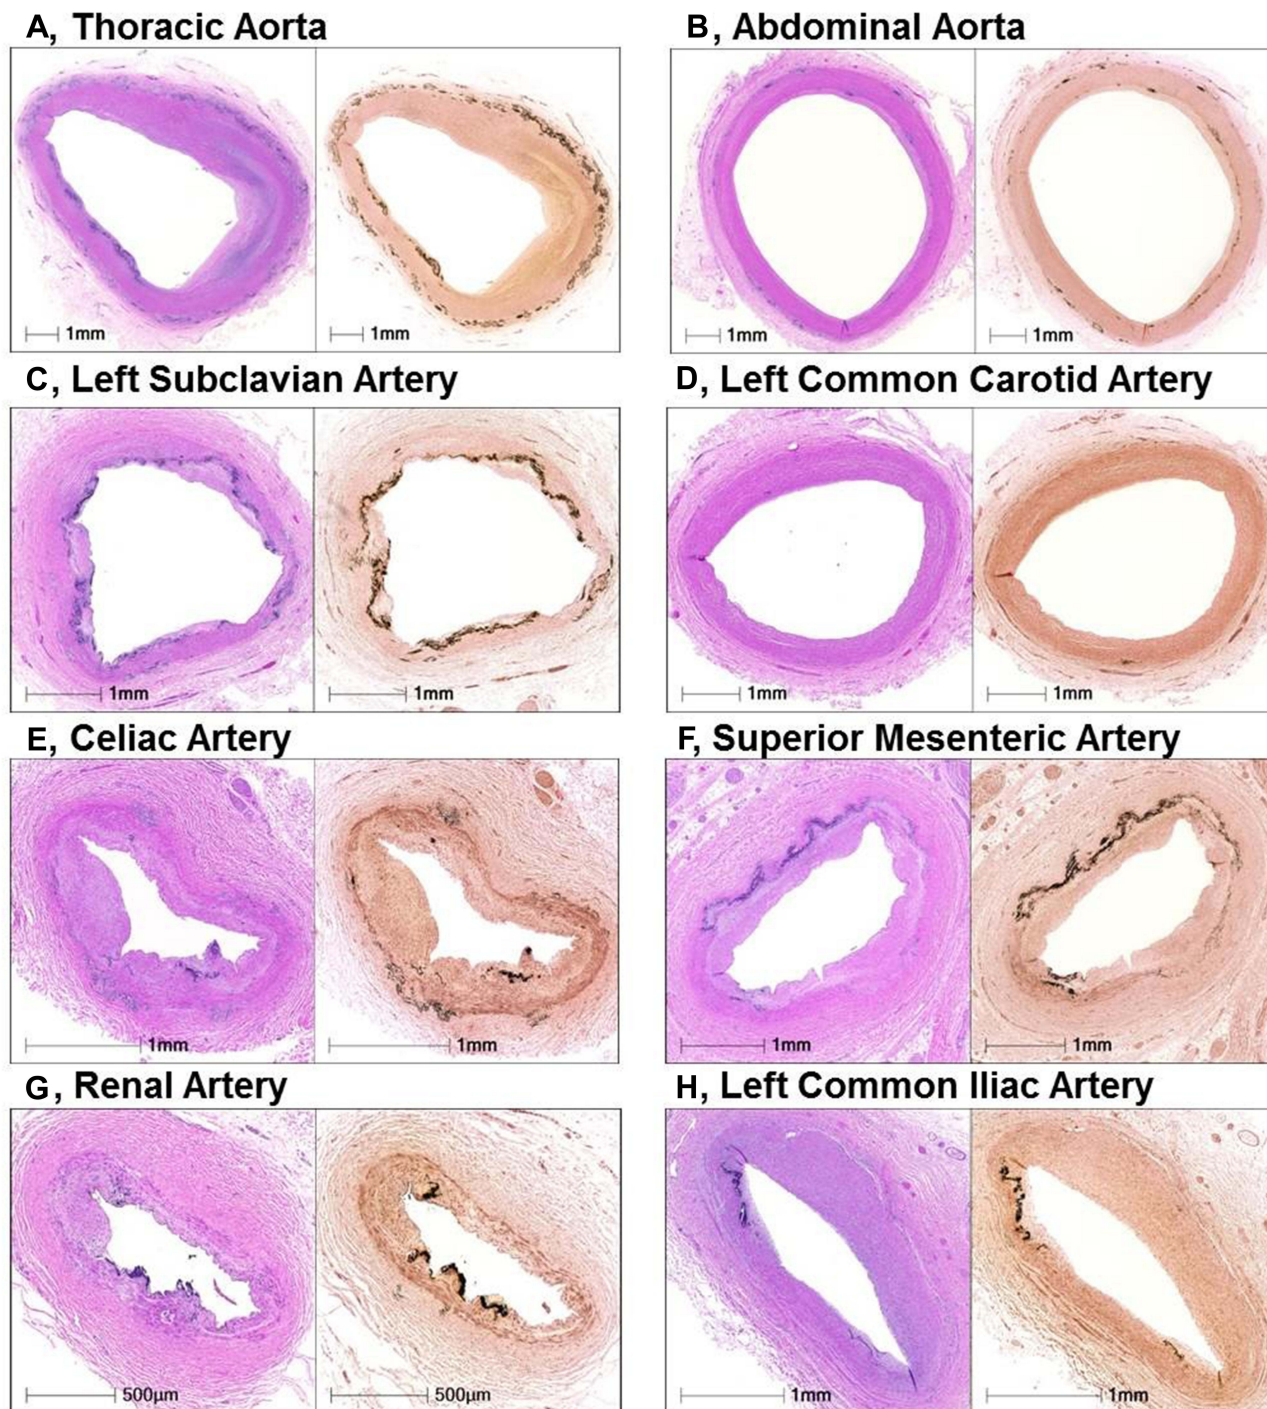 A, Thoracic Aorta
B, Abdominal Aorta
1mm
1mm
1mm
1mm
C, Left Subclavian Artery
D, Left Common Carotid Artery
1mm
1mm
1mm
1mm
E, Celiac Artery
F, Superior Mesenteric Artery
1mm
1mm
1mm
1mm
G, Renal Artery
H, Left Common Iliac Artery
500μm
500μm
1mm
1mm